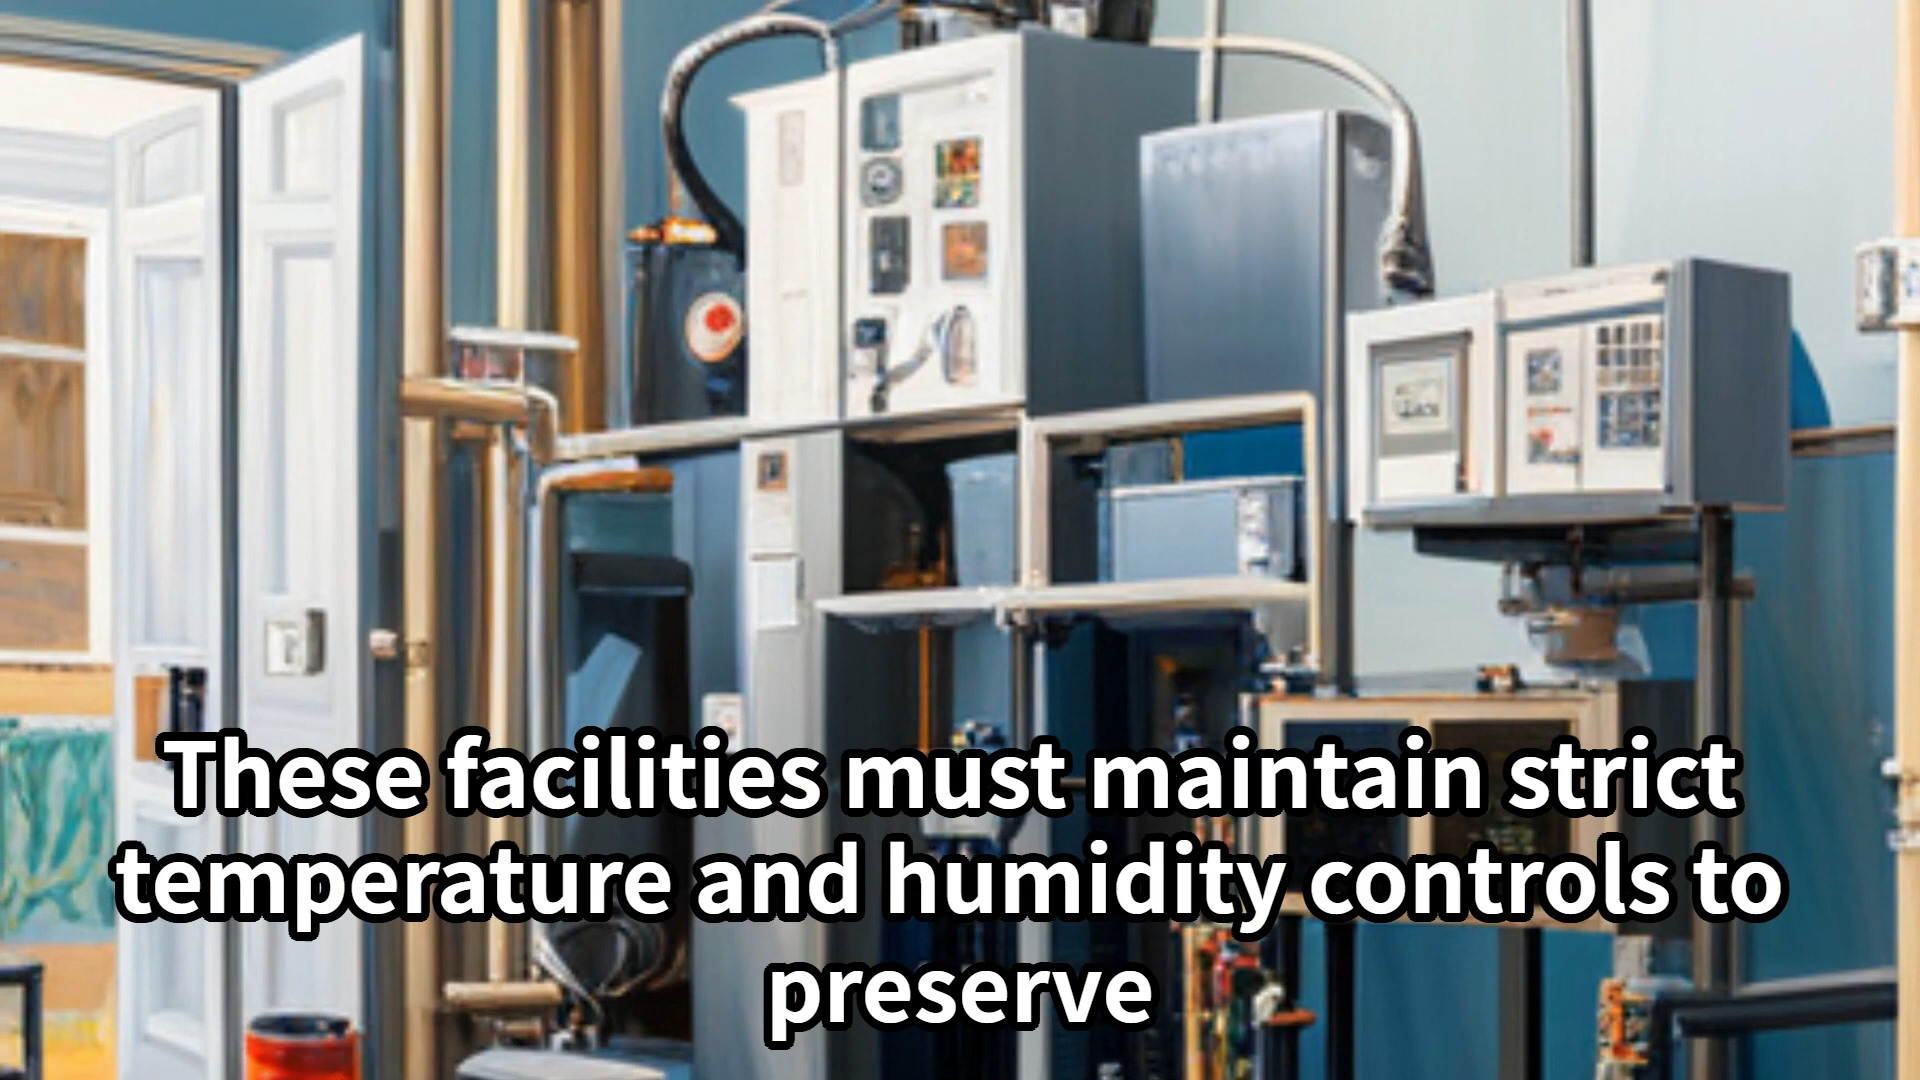 These facilities must maintain strict
temperature and humidity controls to
preserve